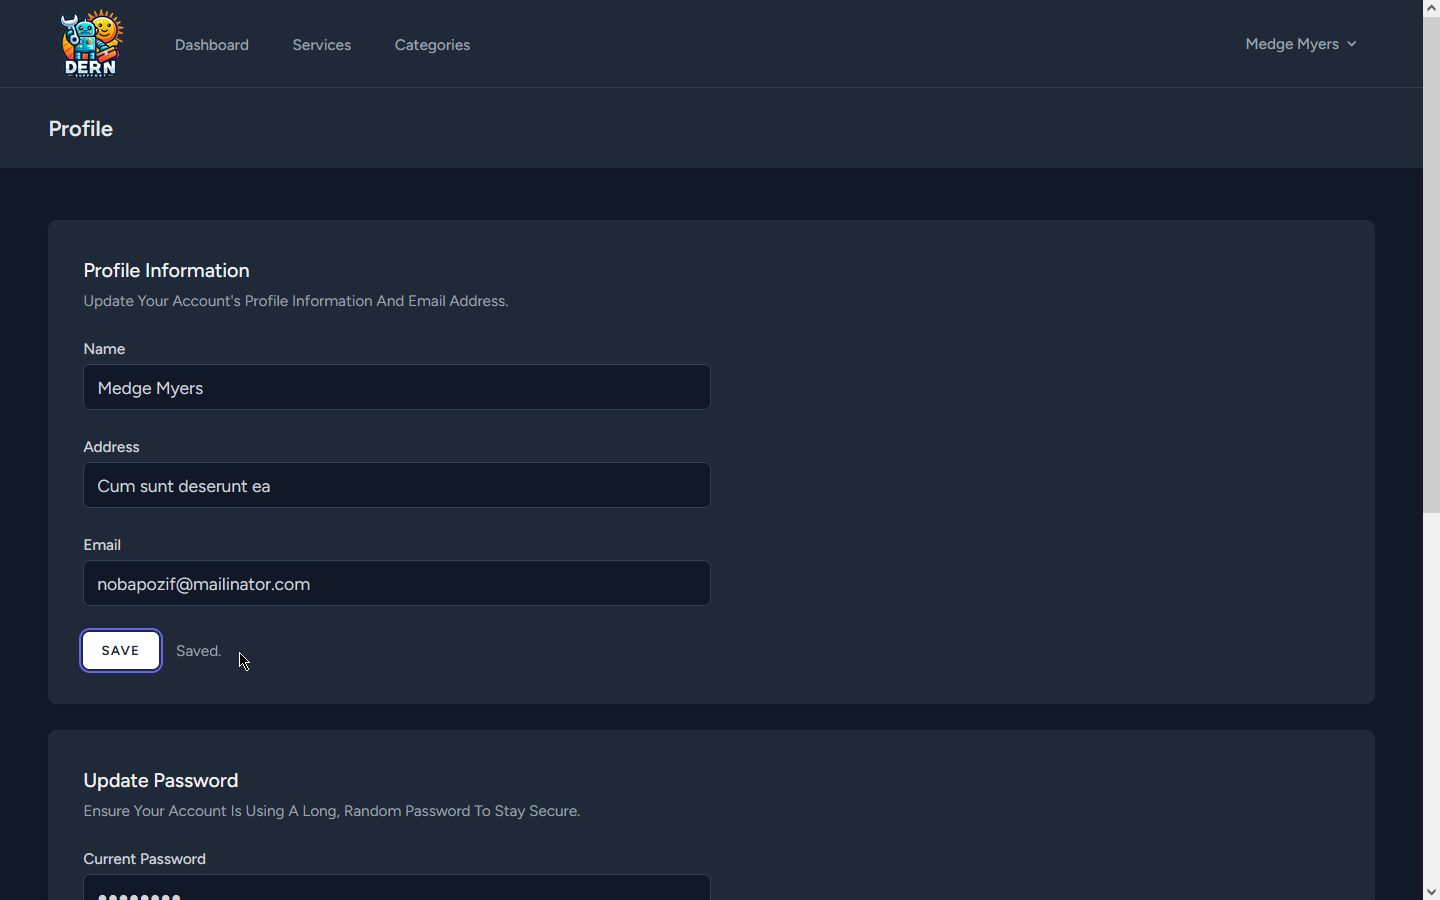 DERN
SUPPPORT
Dashboard
Services
Categories
Medge Myers
Profile
Profile Information
Update Your Account's Profile Information And Email Address.
Name
Medge Myers
Address
Cum sunt deserunt ea
Email
nobapozif@mailinator.com
SAVE
Saved.
Update Password
Ensure Your Account Is Using A Long, Random Password To Stay Secure.
Current Password